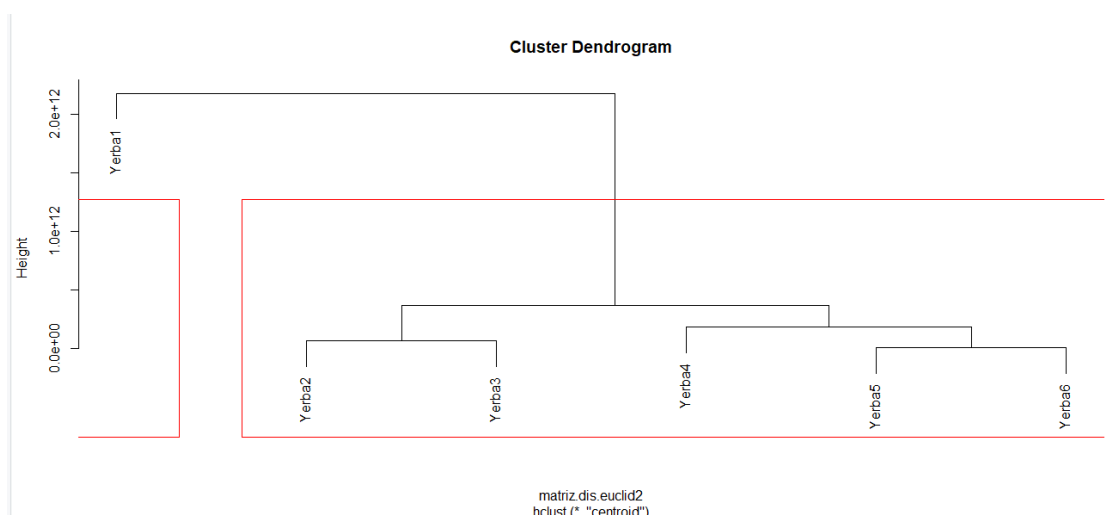 Cluster Dendrogram
Height
2.0e+12
1.0e+12
0.0e+00
Yerba1
Yerba2
Yerba3
Yerba4
Yerba5
Yerba6
matriz.dis.euclid2
hclust (*, "centroid")